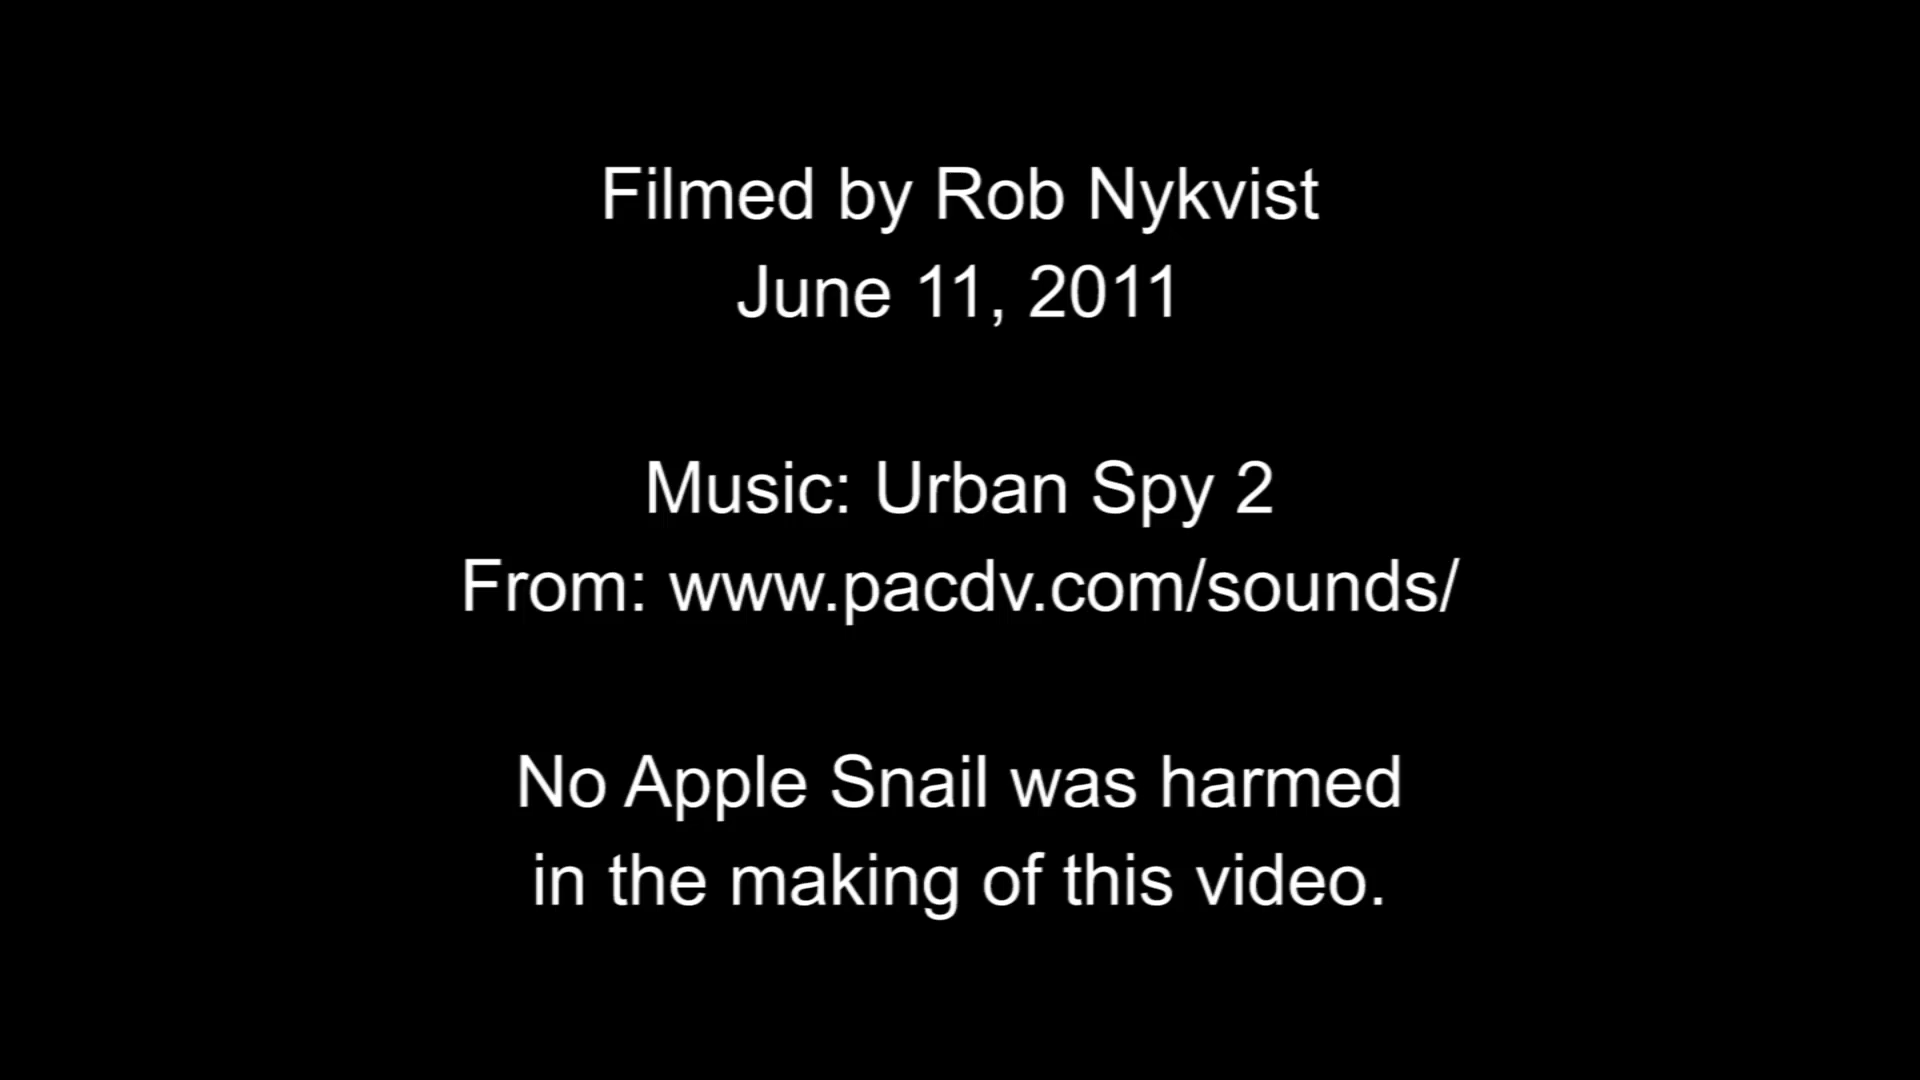 Filmed by Rob Nykvist
June 11, 2011
Music: Urban Spy 2
From: www.pacdv.com/sounds/
No Apple Snail was harmed
in the making of this video.